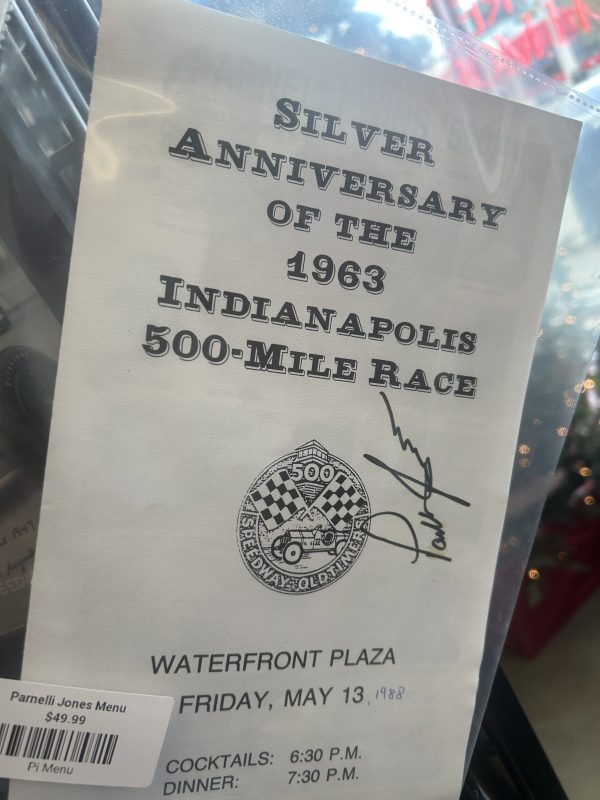 SILVER
ANNIVERSARY
OF THE
1963
INDIANAPOLIS
500-MILE RACE
500
SPEEDWAY OLDTIMERS
WATERFRONT PLAZA
FRIDAY, MAY 13, 1988
COCKTAILS: 6:30 P.M.
DINNER: 7:30 P.M.
Parnelli Jones Menu
$49.99
Pi Menu